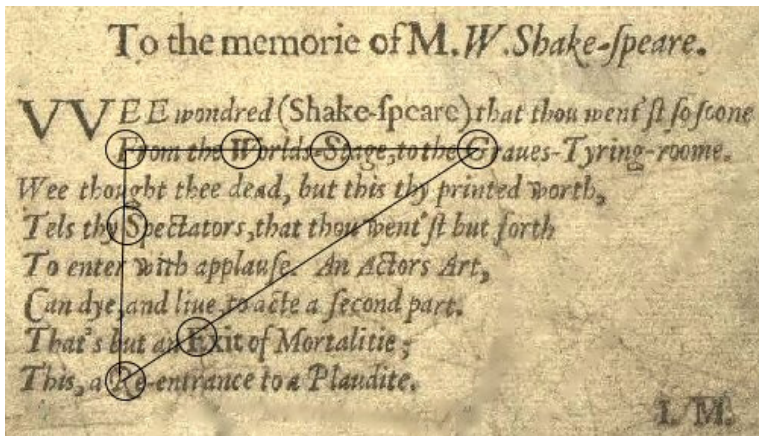 To the memorie of M. W. Shake-ſpeare.
VVEE wondred (Shake-ſpeare) that thou went'ſt ſo ſoone
From the Worlds-Stage, to the Graues-Tyring-roome.
Wee thought thee dead, but this thy printed worth,
Tels thy Spectators, that thou went'ſt but forth
To enter with applauſe. An Actors Art,
Can dye, and liue, to acte a ſecond part.
That's but an Exit of Mortalitie;
This, a Re-entrance to a Plaudite.
I. M.